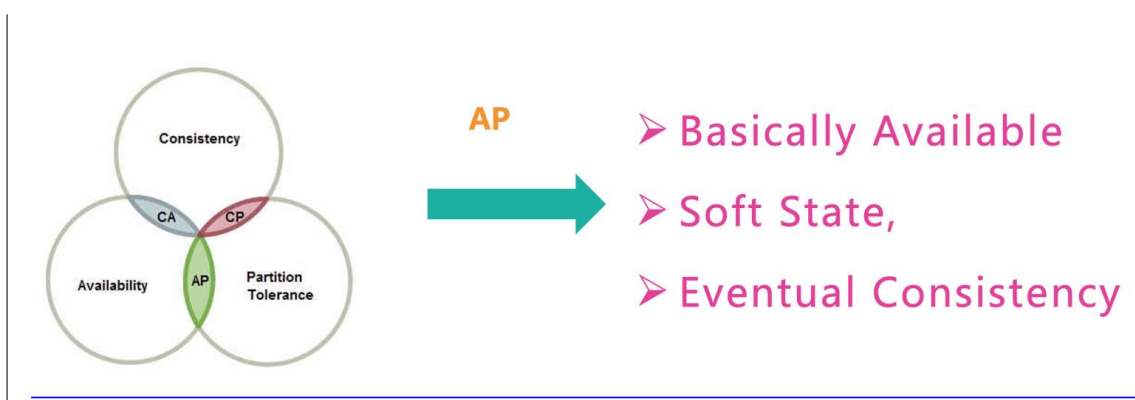 Consistency
CA
CP
Availability
AP
Partition
Tolerance
AP
➢ Basically Available
➢ Soft State,
➢ Eventual Consistency